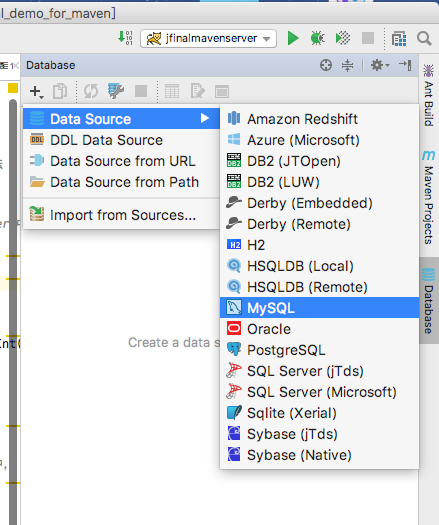 l_demo_for_maven]
jfinalmavenserver
Database
Data Source
DDL Data Source
Data Source from URL
Data Source from Path
Import from Sources...
Amazon Redshift
Azure (Microsoft)
DB2 (JTOpen)
DB2 (LUW)
Derby (Embedded)
Derby (Remote)
H2
HSQLDB (Local)
HSQLDB (Remote)
MySQL
Oracle
PostgreSQL
SQL Server (jTds)
SQL Server (Microsoft)
Sqlite (Xerial)
Sybase (jTds)
Sybase (Native)
Create a data s
Int(
Ant Build
Maven Projects
Database